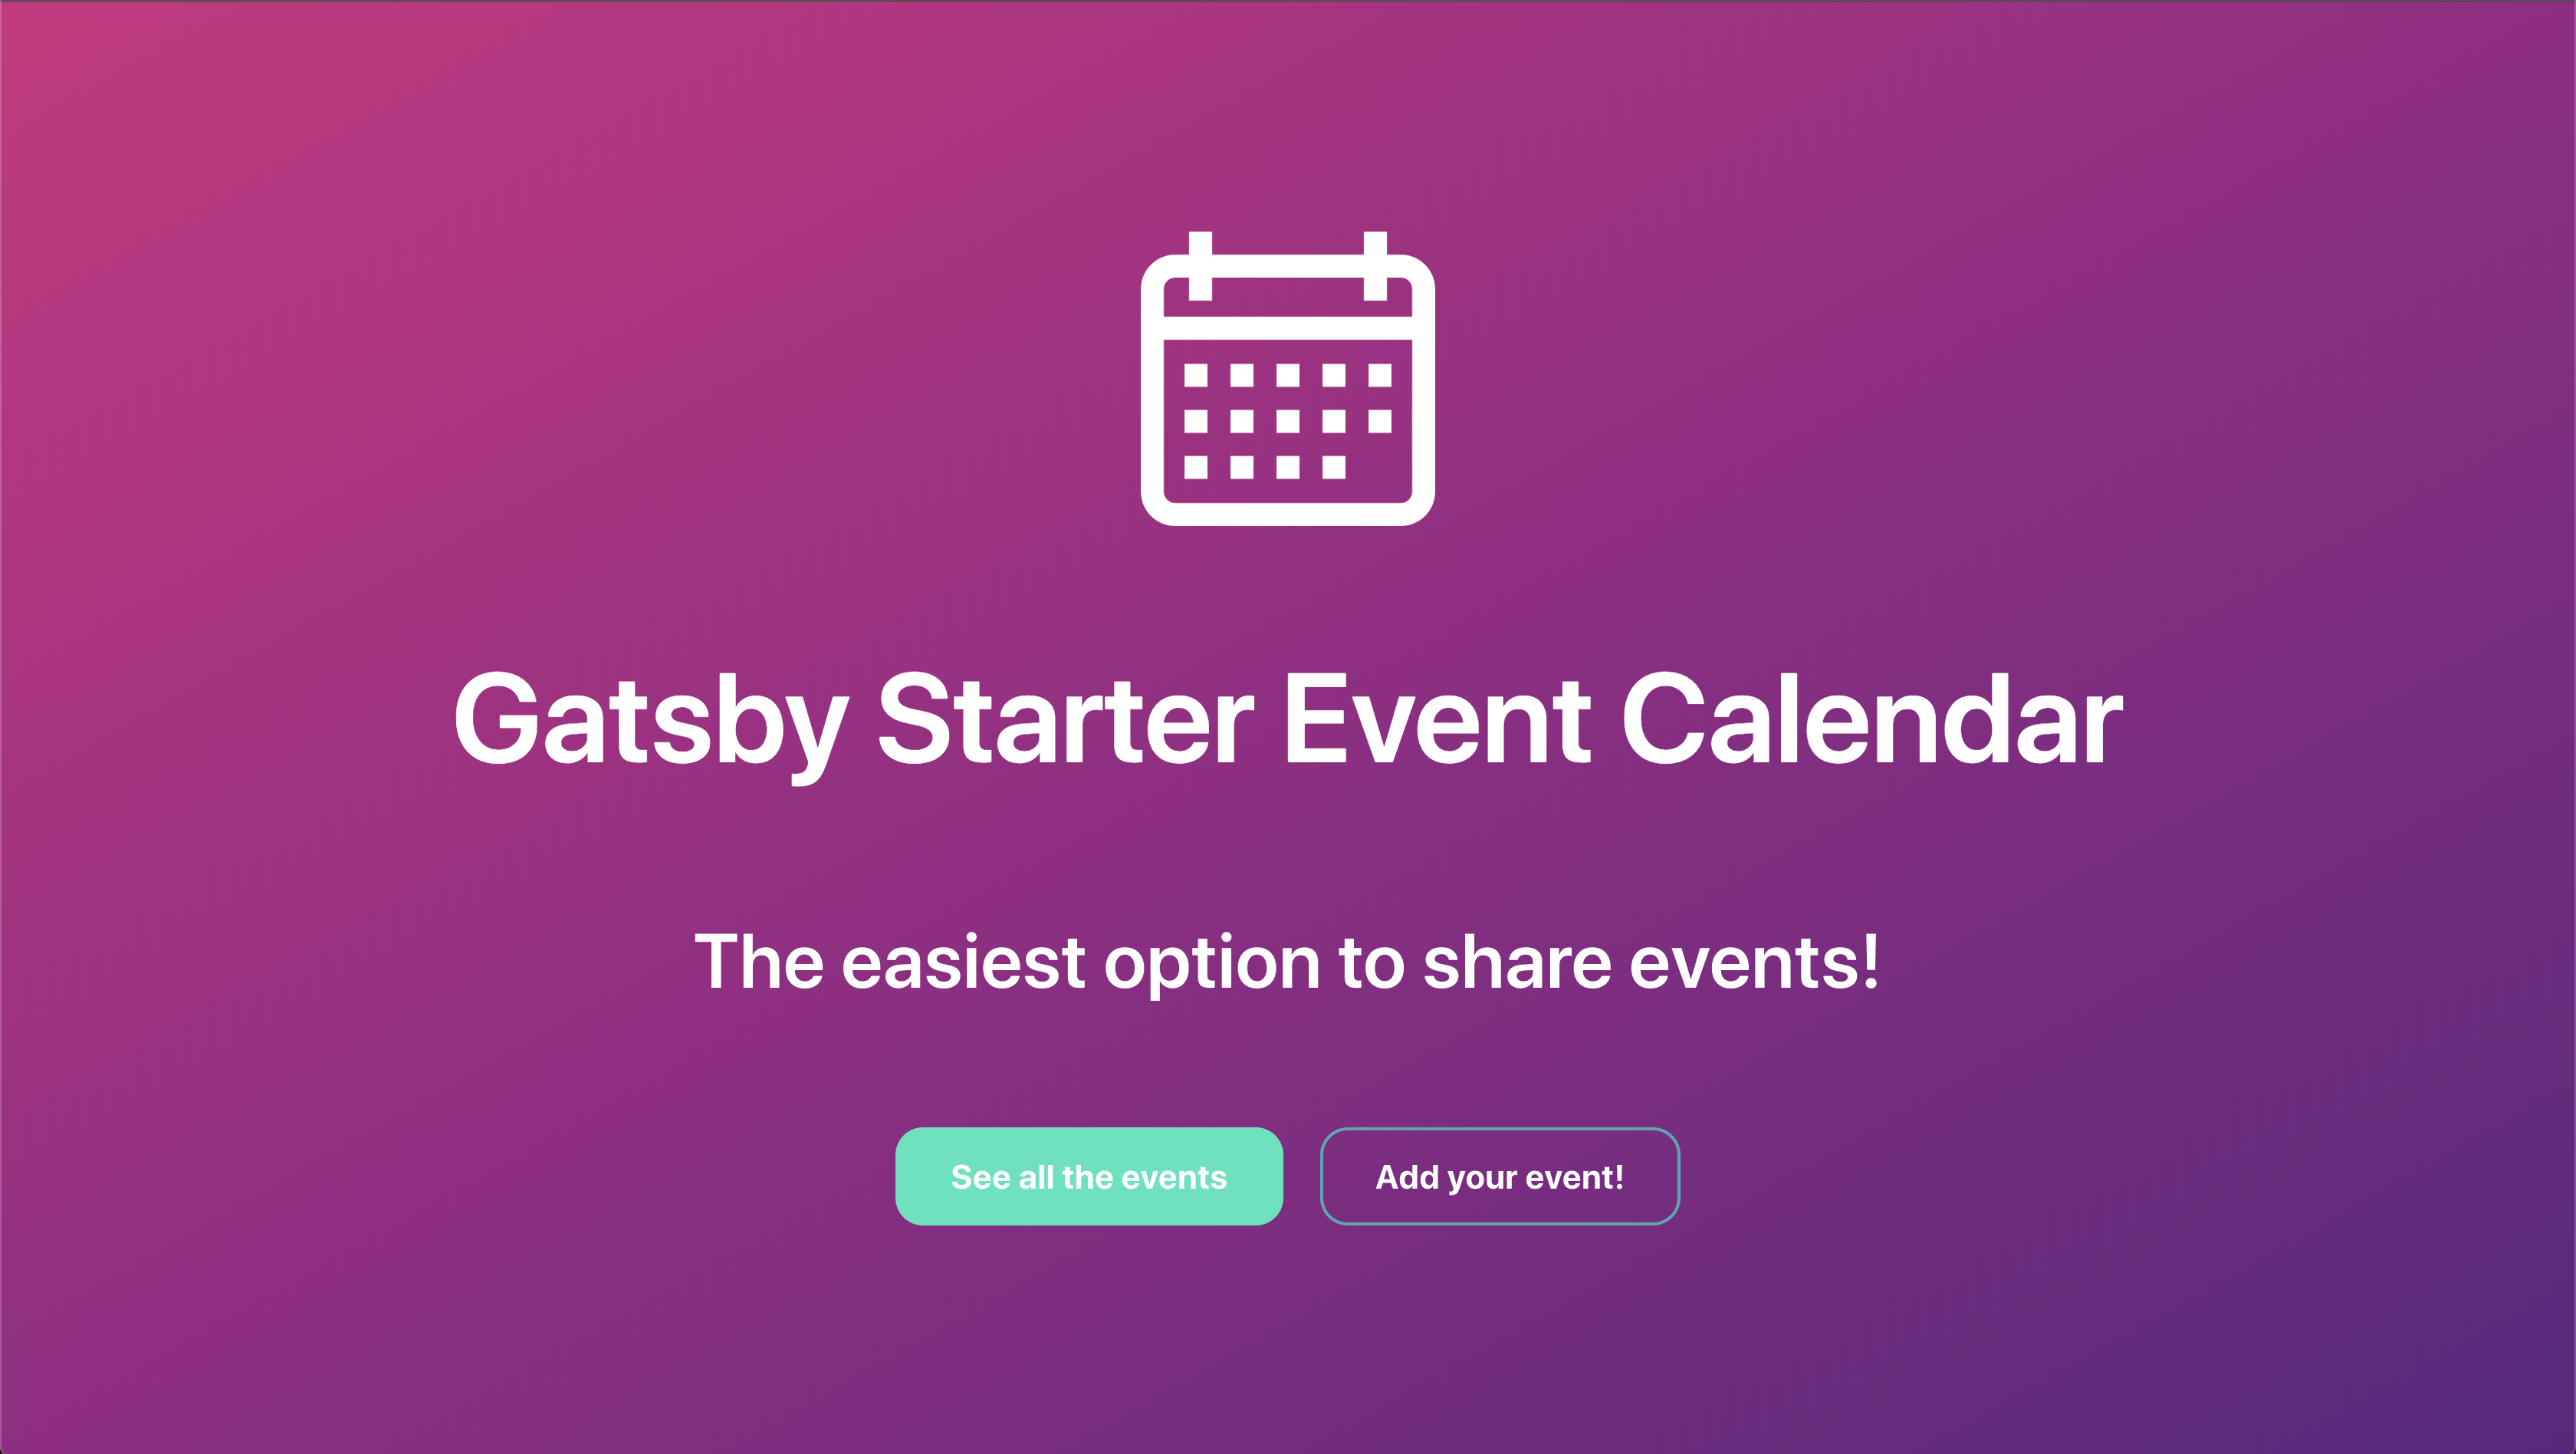 Gatsby Starter Event Calendar
The easiest option to share events!
See all the events
Add your event!